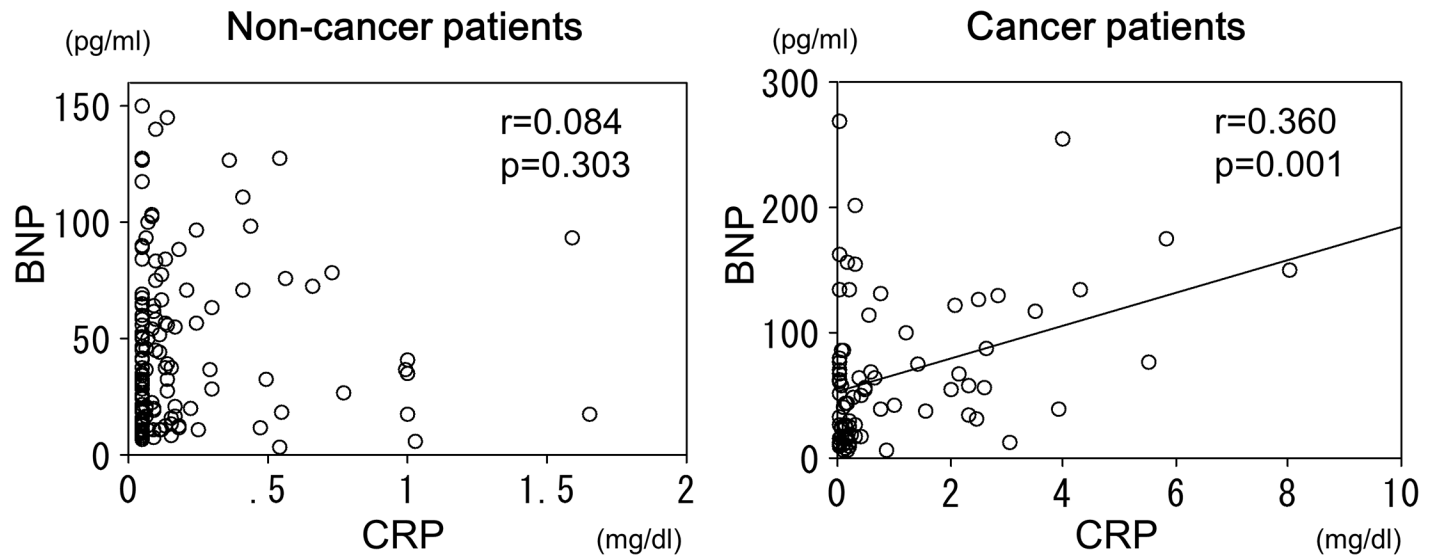 Non-cancer patients
(pg/ml)
BNP
150
100
50
0
r=0.084
p=0.303
0 .5 1 1.5 2
CRP (mg/dl)
Cancer patients
(pg/ml)
BNP
300
200
100
0
r=0.360
p=0.001
0 2 4 6 8 10
CRP (mg/dl)